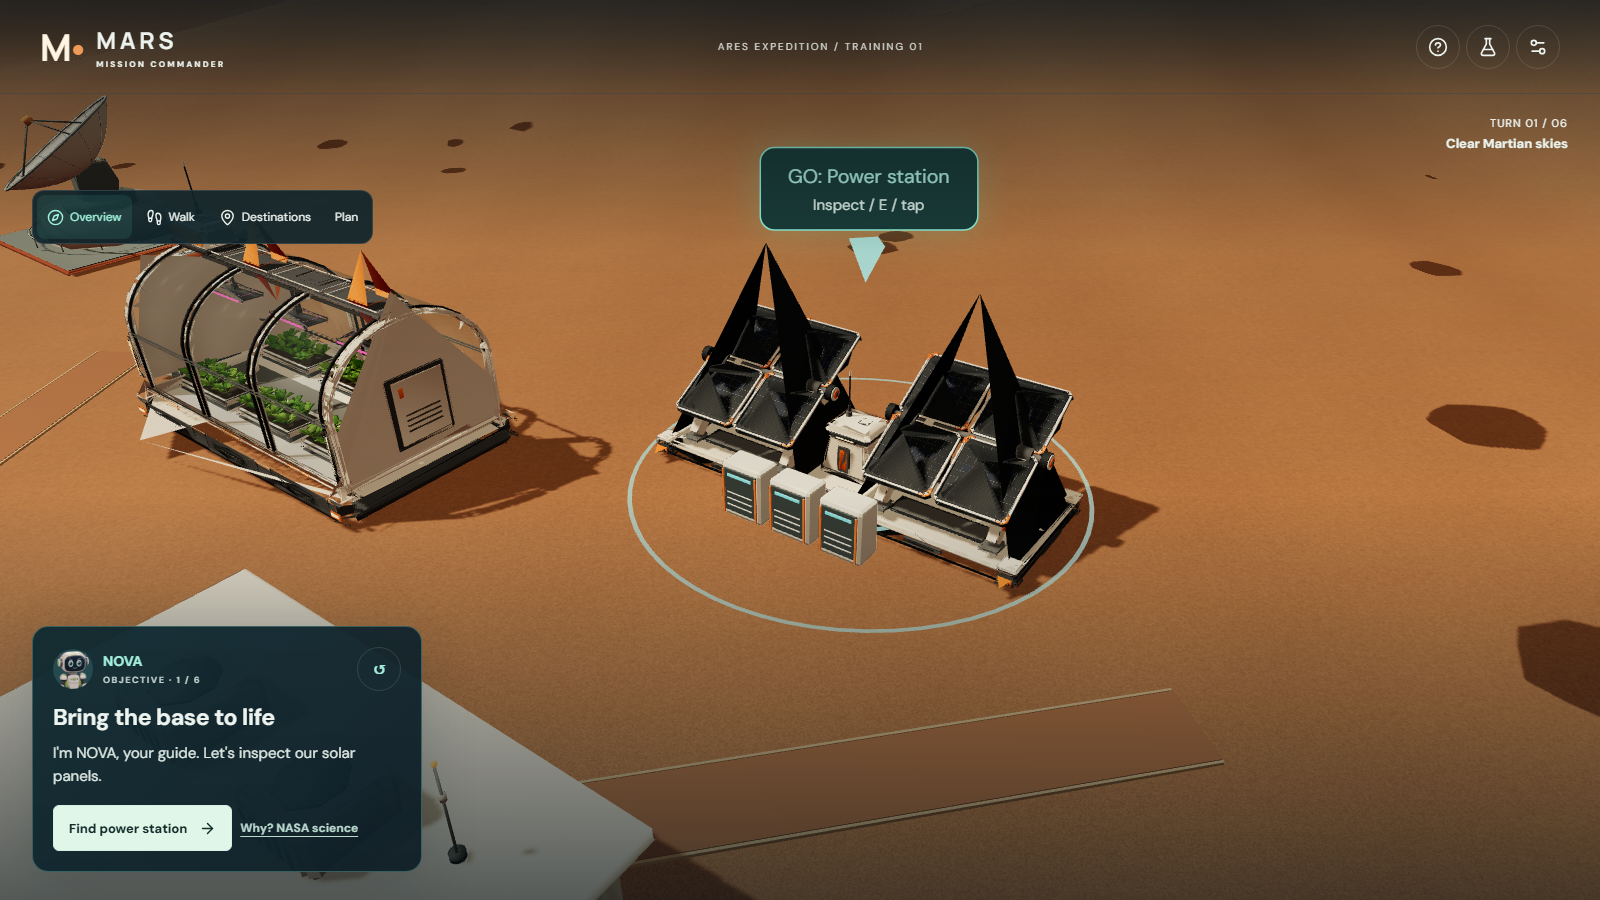 M
MARS
MISSION COMMANDER
ARES EXPEDITION / TRAINING 01
TURN 01 / 06
Clear Martian skies
GO: Power station
Inspect / E / tap
Overview
Walk
Destinations
Plan
NOVA
OBJECTIVE · 1 / 6
Bring the base to life
I'm NOVA, your guide. Let's inspect our solar
panels.
Find power station →
Why? NASA science